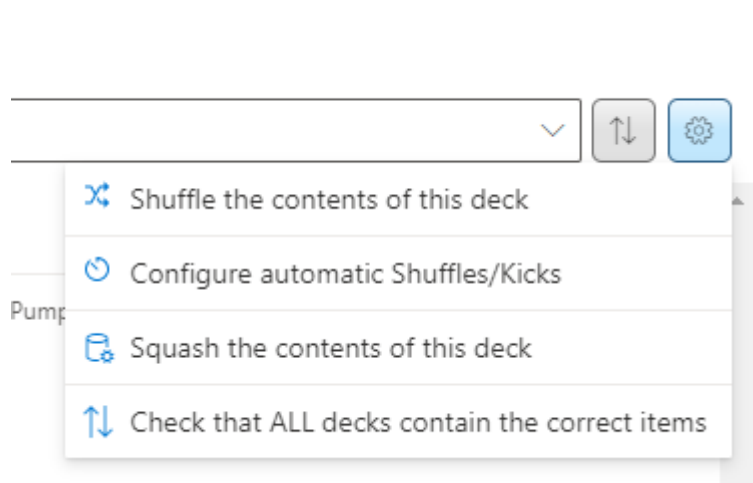 Shuffle the contents of this deck
Configure automatic Shuffles/Kicks
Pump
Squash the contents of this deck
Check that ALL decks contain the correct items